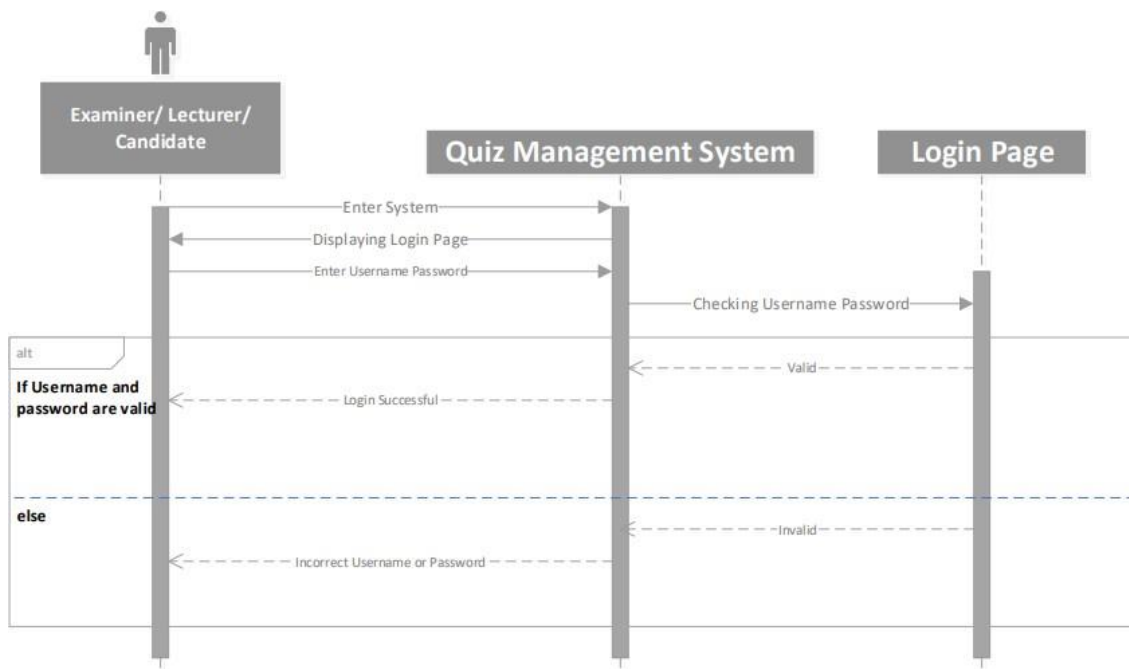 Examiner/ Lecturer/
Candidate
Quiz Management System
Login Page
Enter System
Displaying Login Page
Enter Username Password
Checking Username Password
alt
If Username and
password are valid
Valid
Login Successful
else
Invalid
Incorrect Username or Password